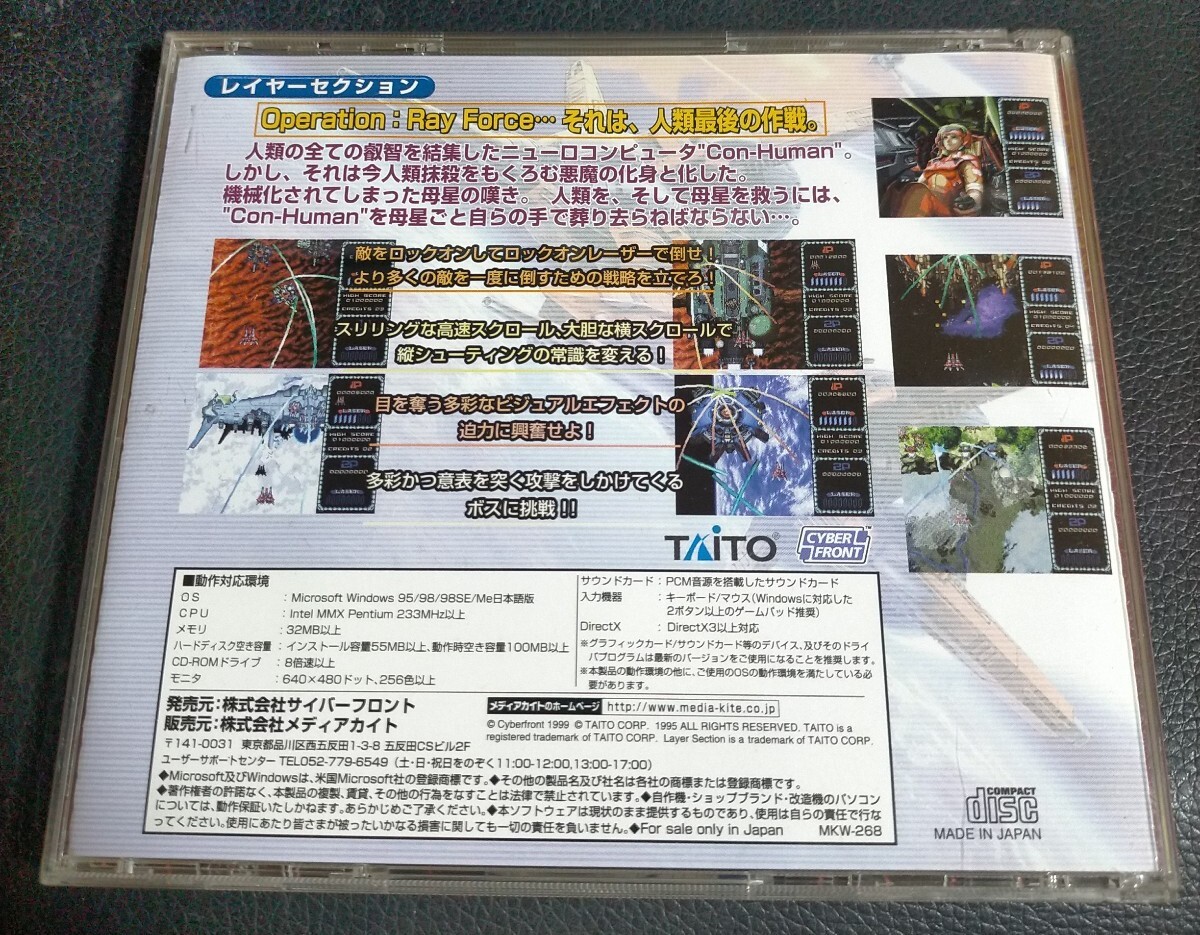 レイヤーセクション
Operation：Ray Force… それは、人類最後の作戦。
人類の全ての叡智を結集したニューロコンピュータ"Con-Human"。
しかし、それは今人類抹殺をもくろむ悪魔の化身と化した。
機械化されてしまった母星の嘆き。 人類を、そして母星を救うには、
"Con-Human"を母星ごと自らの手で葬り去らねばならない…。
敵をロックオンしてロックオンレーザーで倒せ！
より多くの敵を一度に倒すための戦略を立てろ！
スリリングな高速スクロール、大胆な横スクロールで
縦シューティングの常識を変える！
目を奪う多彩なビジュアルエフェクトの
迫力に興奮せよ！
多彩かつ意表を突く攻撃をしかけてくる
ボスに挑戦！！
TAITO
CYBER FRONT
■動作対応環境
OS ：Microsoft Windows 95/98/98SE/Me日本語版
CPU ：Intel MMX Pentium 233MHz以上
メモリ ：32MB以上
ハードディスク空き容量 ：インストール容量55MB以上、動作時空き容量100MB以上
CD-ROMドライブ ：8倍速以上
モニタ ：640×480ドット、256色以上
サウンドカード：PCM音源を搭載したサウンドカード
入力機器 ：キーボード/マウス(Windowsに対応した
2ボタン以上のゲームパッド推奨)
DirectX ：DirectX3以上対応
※グラフィックカード/サウンドカード等のデバイス、及びそのドライ
バプログラムは最新のバージョンをご使用になることを推奨します。
※本製品の動作環境の他に、ご使用のOSの動作環境を満たしている必
要があります。
発売元：株式会社サイバーフロント
販売元：株式会社メディアカイト
メディアカイトのホームページ http://www.media-kite.co.jp
© Cyberfront 1999 © TAITO CORP. 1995 ALL RIGHTS RESERVED. TAITO is a
registered trademark of TAITO CORP. Layer Section is a trademark of TAITO CORP.
〒141-0031 東京都品川区西五反田1-3-8 五反田CSビル2F
ユーザーサポートセンター TEL052-779-6549 (土・日・祝日をのぞく11:00-12:00,13:00-17:00)
◆Microsoft及びWindowsは、米国Microsoft社の登録商標です。◆その他の製品名及び社名は各社の商標または登録商標です。
◆著作権者の許諾なく、本製品の複製、賃貸、その他の行為をなすことは法律で禁止されています。◆自作機・ショップブランド・改造機のパソコン
については、動作保証いたしかねます。あらかじめご了承ください。◆本ソフトウェアは現状のまま提供するものであり、使用は自らの責任で行な
ってください。使用にあたり皆さまが被ったいかなる損害に関しても一切の責任を負いません。◆For sale only in Japan MKW-268
COMPACT
disc
MADE IN JAPAN